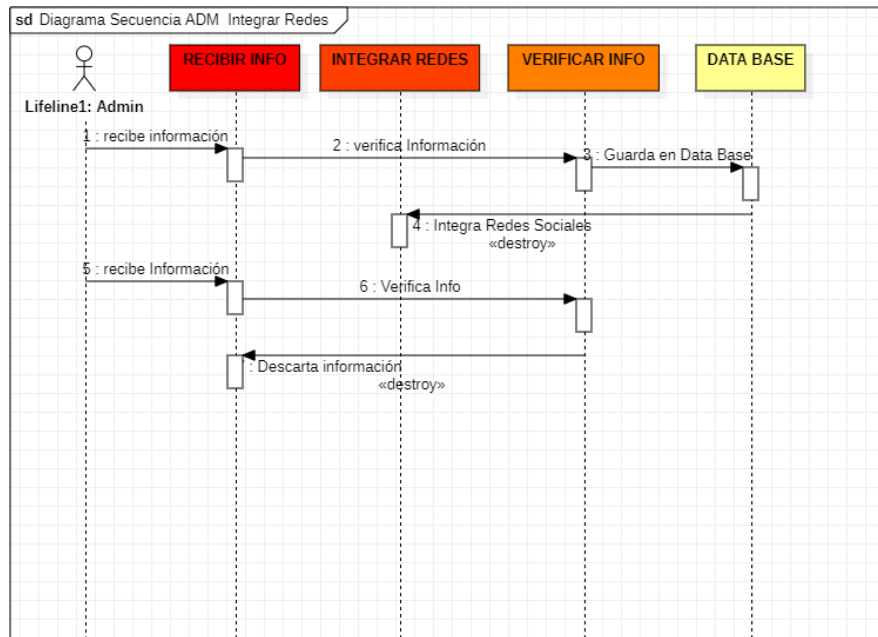 sd Diagrama Secuencia ADM Integrar Redes
RECIBIR INFO
INTEGRAR REDES
VERIFICAR INFO
DATA BASE
Lifeline1: Admin
1 : recibe información
2 : verifica Información
3 : Guarda en Data Base
4 : Integra Redes Sociales
«destroy»
5 : recibe Información
6 : Verifica Info
: Descarta información
«destroy»